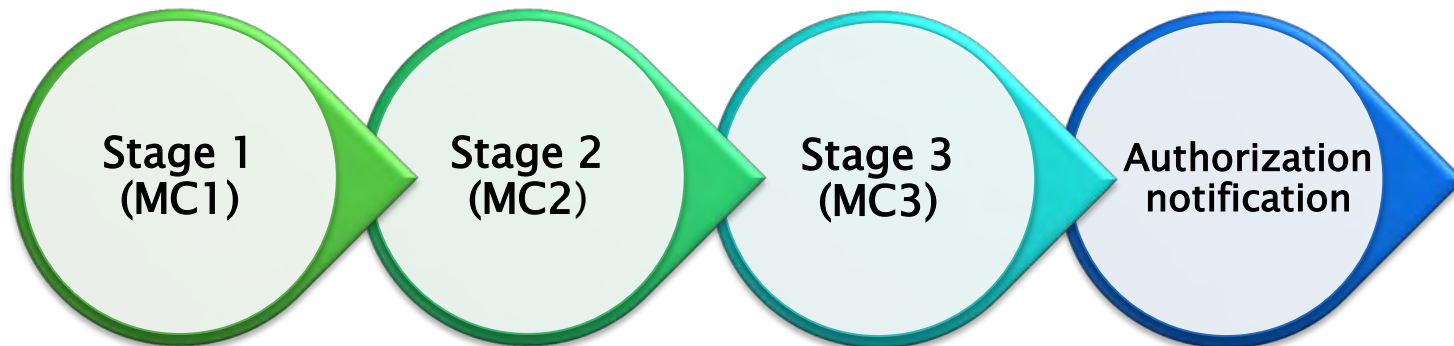 Stage 1
(MC1)
Stage 2
(MC2)
Stage 3
(MC3)
Authorization
notification